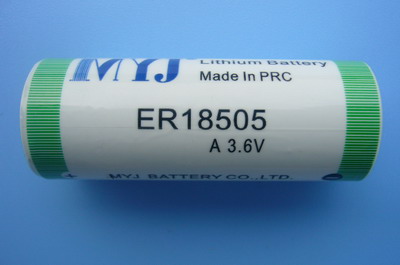 MYJ Lithium Battery
Made In PRC
ER18505
A 3.6V
+ -
MYJ BATTERY CO.,LTD.